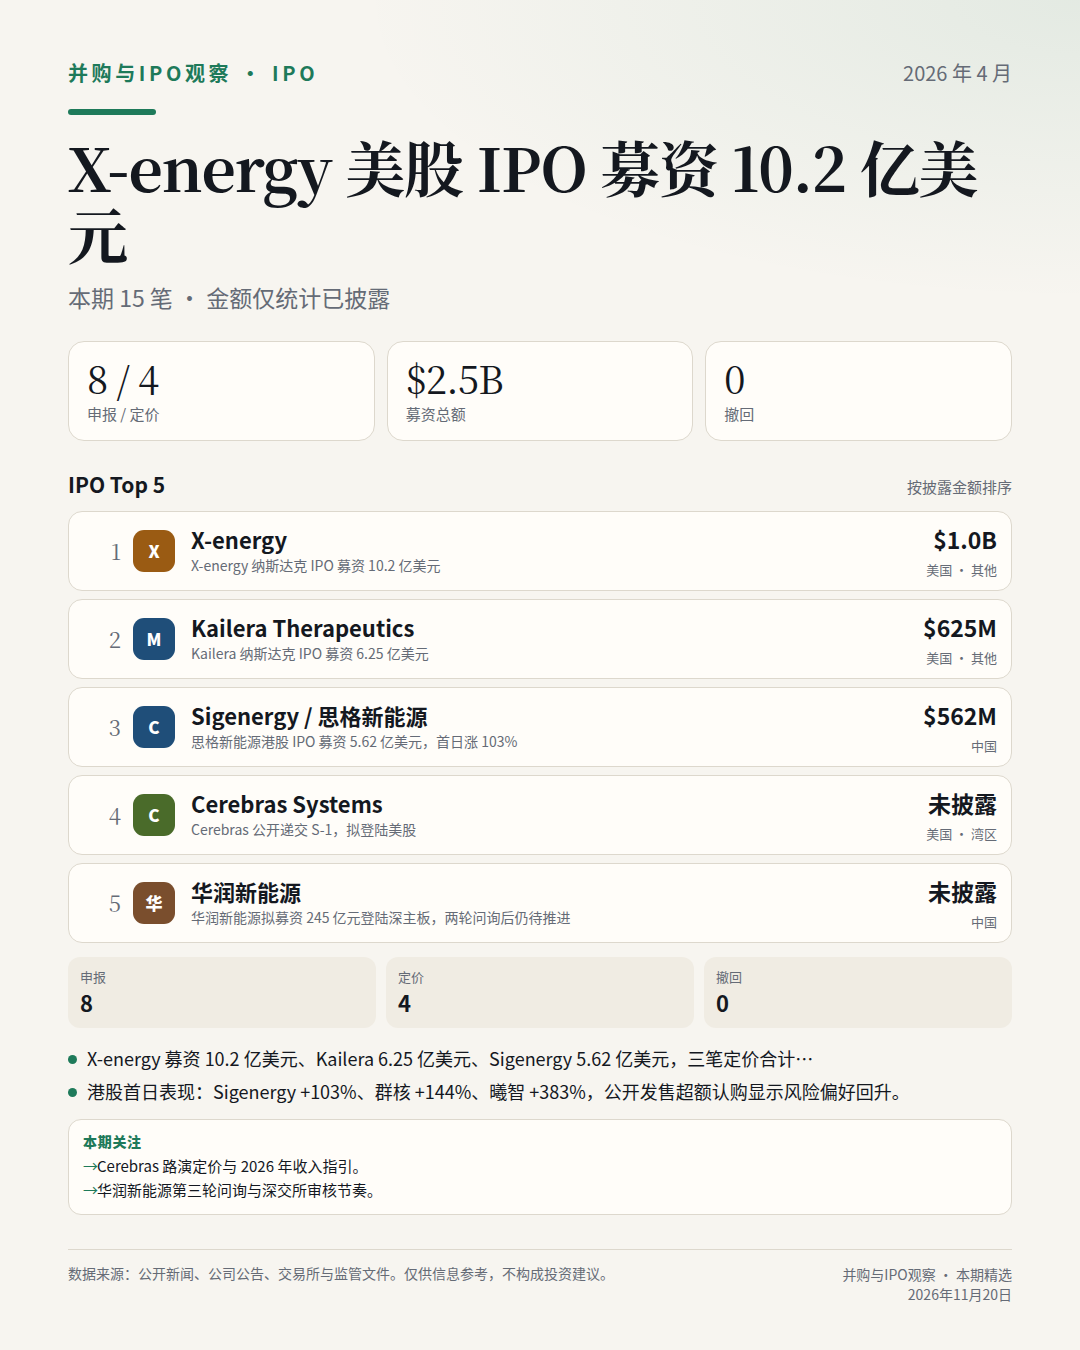 并购与IPO观察 · IPO
2026 年 4 月
X-energy 美股 IPO 募资 10.2 亿美
元
本期 15 笔 · 金额仅统计已披露
8 / 4
申报 / 定价
$2.5B
募资总额
0
撤回
IPO Top 5
按披露金额排序
1
X
X-energy
X-energy 纳斯达克 IPO 募资 10.2 亿美元
$1.0B
美国 · 其他
2
M
Kailera Therapeutics
Kailera 纳斯达克 IPO 募资 6.25 亿美元
$625M
美国 · 其他
3
C
Sigenergy / 思格新能源
思格新能源港股 IPO 募资 5.62 亿美元，首日涨 103%
$562M
中国
4
C
Cerebras Systems
Cerebras 公开递交 S-1，拟登陆美股
未披露
美国 · 湾区
5
华
华润新能源
华润新能源拟募资 245 亿元登陆深主板，两轮问询后仍待推进
未披露
中国
申报
8
定价
4
撤回
0
X-energy 募资 10.2 亿美元、Kailera 6.25 亿美元、Sigenergy 5.62 亿美元，三笔定价合计…
港股首日表现：Sigenergy +103%、群核 +144%、曦智 +383%，公开发售超额认购显示风险偏好回升。
本期关注
→Cerebras 路演定价与 2026 年收入指引。
→华润新能源第三轮问询与深交所审核节奏。
数据来源：公开新闻、公司公告、交易所与监管文件。仅供信息参考，不构成投资建议。
并购与IPO观察 · 本期精选
2026年11月20日